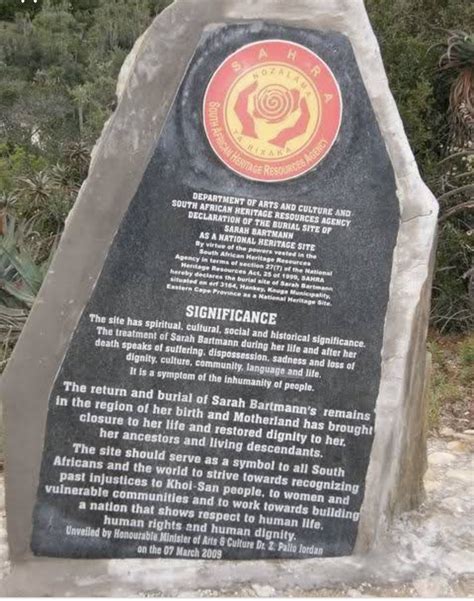 SAHRA
NDZALAMA
YA BIXAKA
SOUTH AFRICAN HERITAGE RESOURCES AGENCY
DEPARTMENT OF ARTS AND CULTURE AND
SOUTH AFRICAN HERITAGE RESOURCES AGENCY
DECLARATION OF THE BURIAL SITE OF
SARAH BARTMANN
AS A NATIONAL HERITAGE SITE
By virtue of the powers vested in the
South African Heritage Resources
Agency in terms of section 27(7) of the National
Heritage Resources Act, 25 of 1999, SAHRA
hereby declares the burial site of Sarah Bartmann
situated on erf 3164, Hankey, Kouga Municipality,
Eastern Cape Province as a National Heritage Site.
SIGNIFICANCE
The site has spiritual, cultural, social and historical significance.
The treatment of Sarah Bartmann during her life and after her
death speaks of suffering, dispossession, sadness and loss of
dignity, culture, community, language and life.
It is a symptom of the inhumanity of people.
The return and burial of Sarah Bartmann's remains
in the region of her birth and Motherland has brought
closure to her life and restored dignity to her,
her ancestors and living descendants.
The site should serve as a symbol to all South
Africans and the world to strive towards recognizing
past injustices to Khoi-San people, to women and
vulnerable communities and to work towards building
a nation that shows respect to human life,
human rights and human dignity.
Unveiled by Honourable Minister of Arts & Culture Dr. Z. Pallo Jordan
on the 07 March 2009